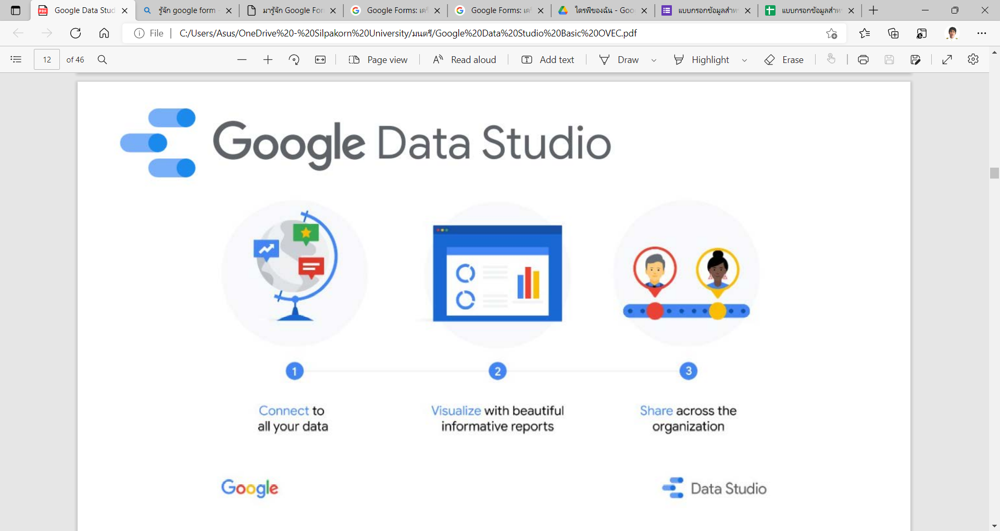 Google Data Stud
รู้จัก google form
มารู้จัก Google For
Google Forms: เครื
Google Forms: เครื
ไดรฟ์ของฉัน - Goo
แบบกรอกข้อมูลสำห
แบบกรอกข้อมูลสำห
File
C:/Users/Asus/OneDrive%20-%20Silpakorn%20University/มนตรี/Google%20Data%20Studio%20Basic%20OVEC.pdf
12 of 46
Page view
Read aloud
Add text
Draw
Highlight
Erase
Google Data Studio
1
2
3
Connect to
all your data
Visualize with beautiful
informative reports
Share across the
organization
Google
Data Studio